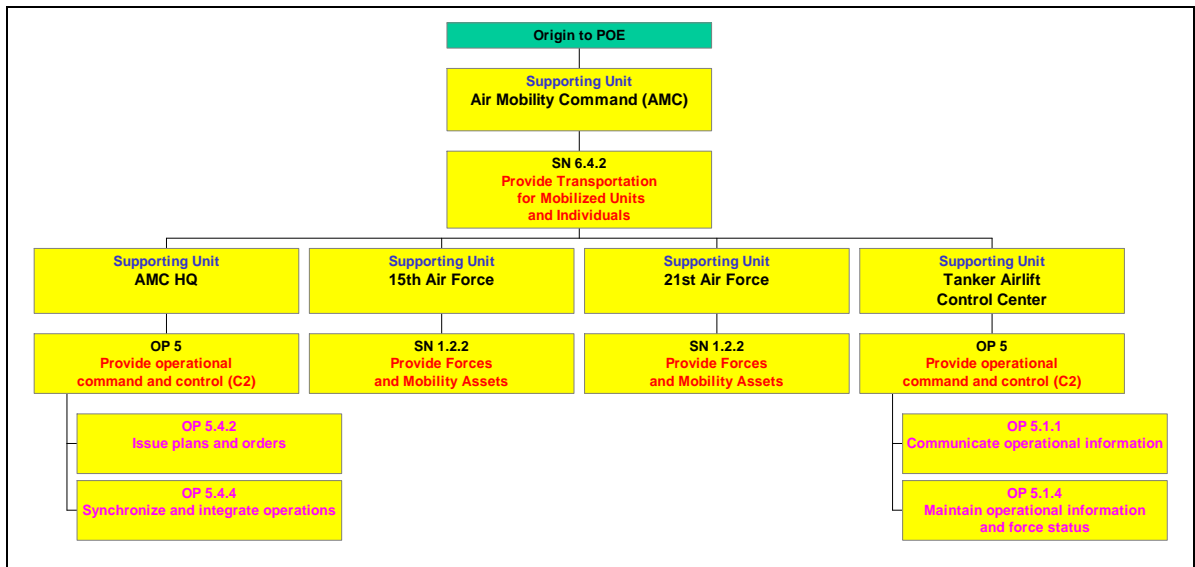 Origin to POE
Supporting Unit
Air Mobility Command (AMC)
SN 6.4.2
Provide Transportation
for Mobilized Units
and Individuals
Supporting Unit
AMC HQ
Supporting Unit
15th Air Force
Supporting Unit
21st Air Force
Supporting Unit
Tanker Airlift
Control Center
OP 5
Provide operational
command and control (C2)
SN 1.2.2
Provide Forces
and Mobility Assets
SN 1.2.2
Provide Forces
and Mobility Assets
OP 5
Provide operational
command and control (C2)
OP 5.4.2
Issue plans and orders
OP 5.4.4
Synchronize and integrate operations
OP 5.1.1
Communicate operational information
OP 5.1.4
Maintain operational information
and force status